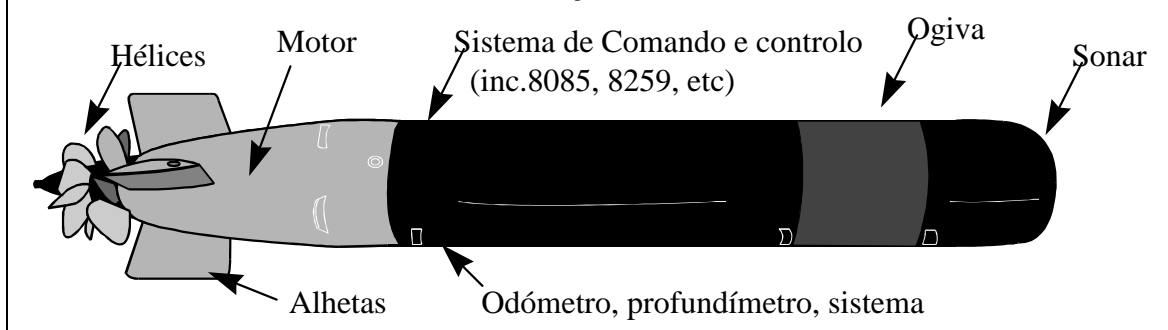 Hélices
Motor
Sistema de Comando e controlo
(inc.8085, 8259, etc)
Ogiva
Sonar
Alhetas
Odómetro, profundímetro, sistema